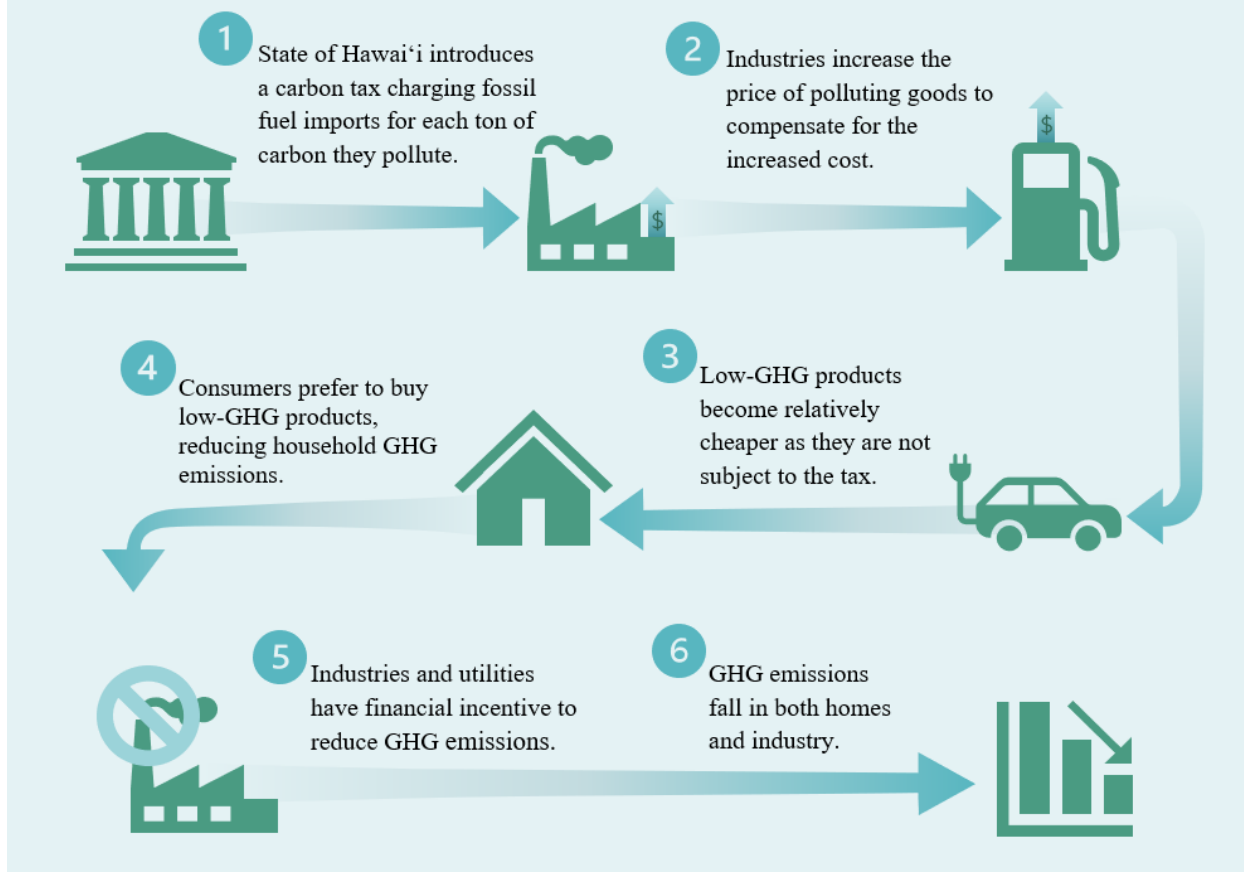 1
State of Hawai‘i introduces
a carbon tax charging fossil
fuel imports for each ton of
carbon they pollute.
2
Industries increase the
price of polluting goods to
compensate for the
increased cost.
$
$
3
Low-GHG products
become relatively
cheaper as they are not
subject to the tax.
4
Consumers prefer to buy
low-GHG products,
reducing household GHG
emissions.
5
Industries and utilities
have financial incentive to
reduce GHG emissions.
6
GHG emissions
fall in both homes
and industry.